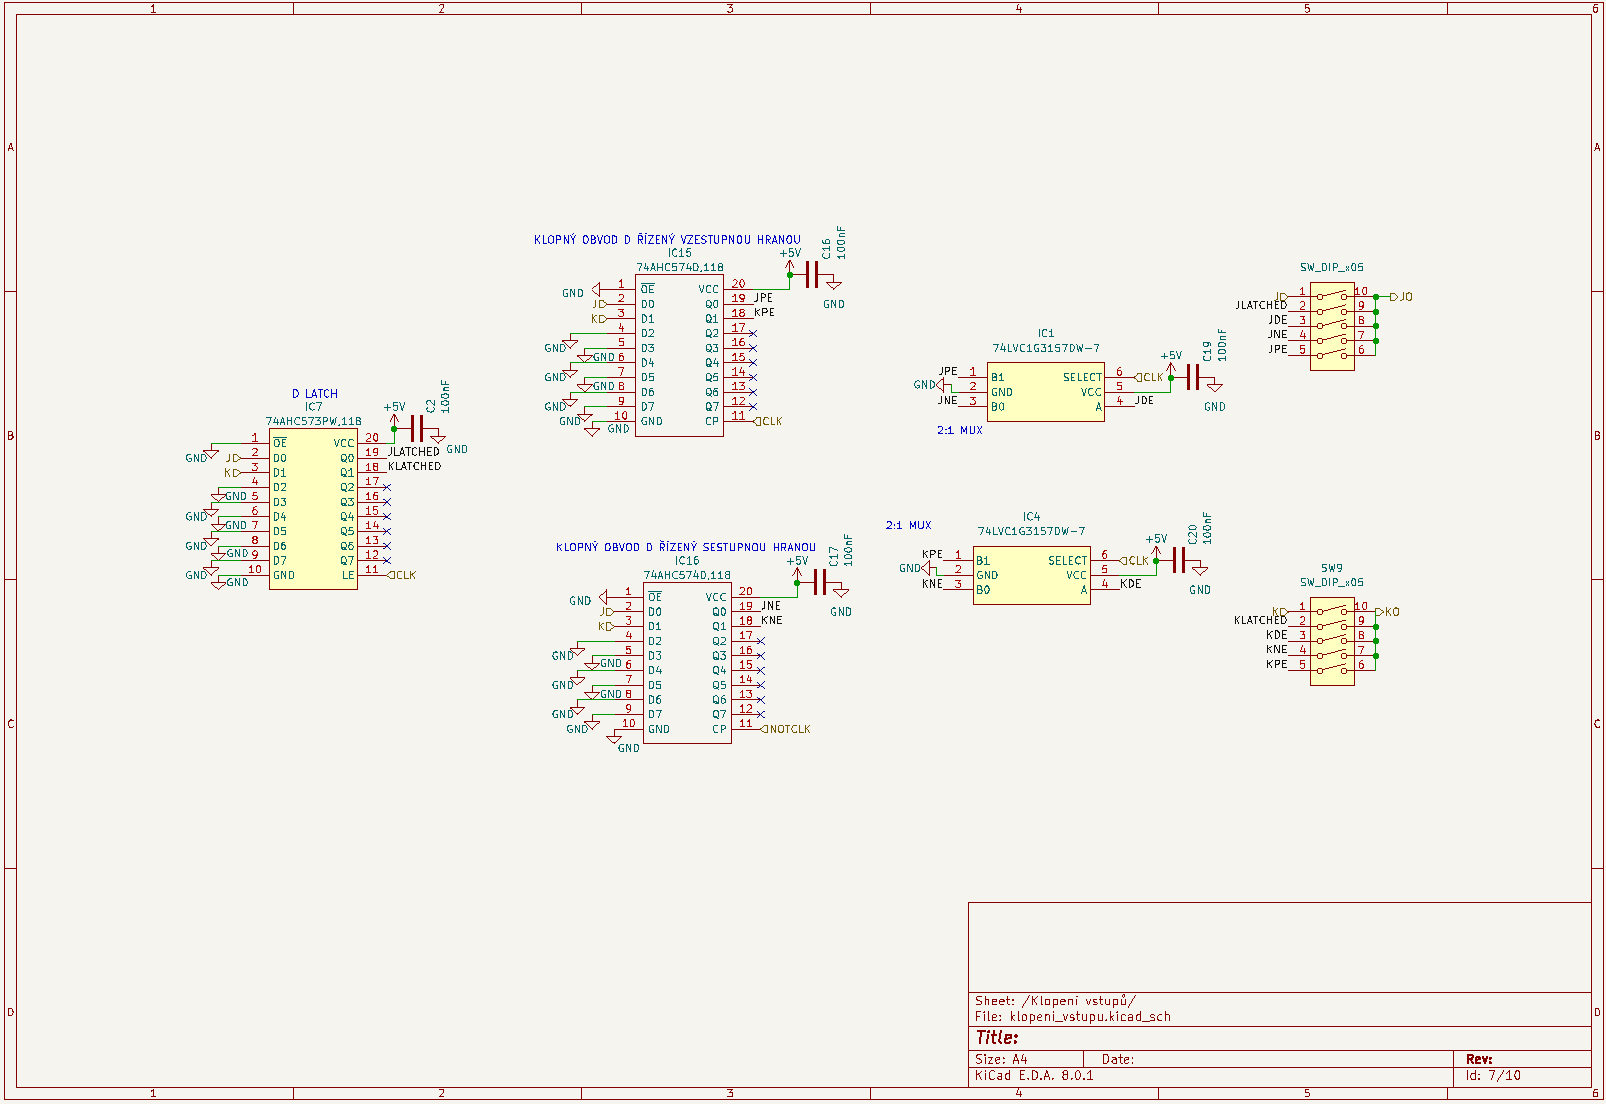 1 2 3 4 5 6
A A
B B
C C
D D
D LATCH
IC7
74AHC573PW,118
+5V
C2
100nF
GND
1 OE VCC 20
GND J 2 D0 Q0 19 JLATCHED
K 3 D1 Q1 18 KLATCHED
4 D2 Q2 17
GND 5 D3 Q3 16
GND 6 D4 Q4 15
GND 7 D5 Q5 14
GND 8 D6 Q6 13
GND 9 D7 Q7 12
GND 10 GND LE 11 CLK
GND
KLOPNÝ OBVOD D ŘÍZENÝ VZESTUPNOU HRANOU
IC15
74AHC574D,118
+5V
C16
100nF
GND
GND 1 OE VCC 20
J 2 D0 Q0 19 JPE
K 3 D1 Q1 18 KPE
4 D2 Q2 17
GND 5 D3 Q3 16
GND 6 D4 Q4 15
GND 7 D5 Q5 14
GND 8 D6 Q6 13
GND 9 D7 Q7 12
GND 10 GND CP 11 CLK
GND
KLOPNÝ OBVOD D ŘÍZENÝ SESTUPNOU HRANOU
IC16
74AHC574D,118
+5V
C17
100nF
GND
GND 1 OE VCC 20
J 2 D0 Q0 19 JNE
K 3 D1 Q1 18 KNE
4 D2 Q2 17
GND 5 D3 Q3 16
GND 6 D4 Q4 15
GND 7 D5 Q5 14
GND 8 D6 Q6 13
GND 9 D7 Q7 12
GND 10 GND CP 11 NOTCLK
GND
IC1
74LVC1G3157DW-7
+5V
C19
100nF
GND
JPE 1 B1 SELECT 6 CLK
GND 2 GND VCC 5
JNE 3 B0 A 4 JDE
2:1 MUX
2:1 MUX
IC4
74LVC1G3157DW-7
+5V
C20
100nF
GND
KPE 1 B1 SELECT 6 CLK
GND 2 GND VCC 5
KNE 3 B0 A 4 KDE
SW_DIP_x05
J 1 10 JO
JLATCHED 2 9
JDE 3 8
JNE 4 7
JPE 5 6
SW9
SW_DIP_x05
K 1 10 KO
KLATCHED 2 9
KDE 3 8
KNE 4 7
KPE 5 6
Sheet: /Klopeni vstupů/
File: klopeni_vstupu.kicad_sch
Title:
Size: A4 Date: Rev:
KiCad E.D.A. 8.0.1 Id: 7/10
1 2 3 4 5 6